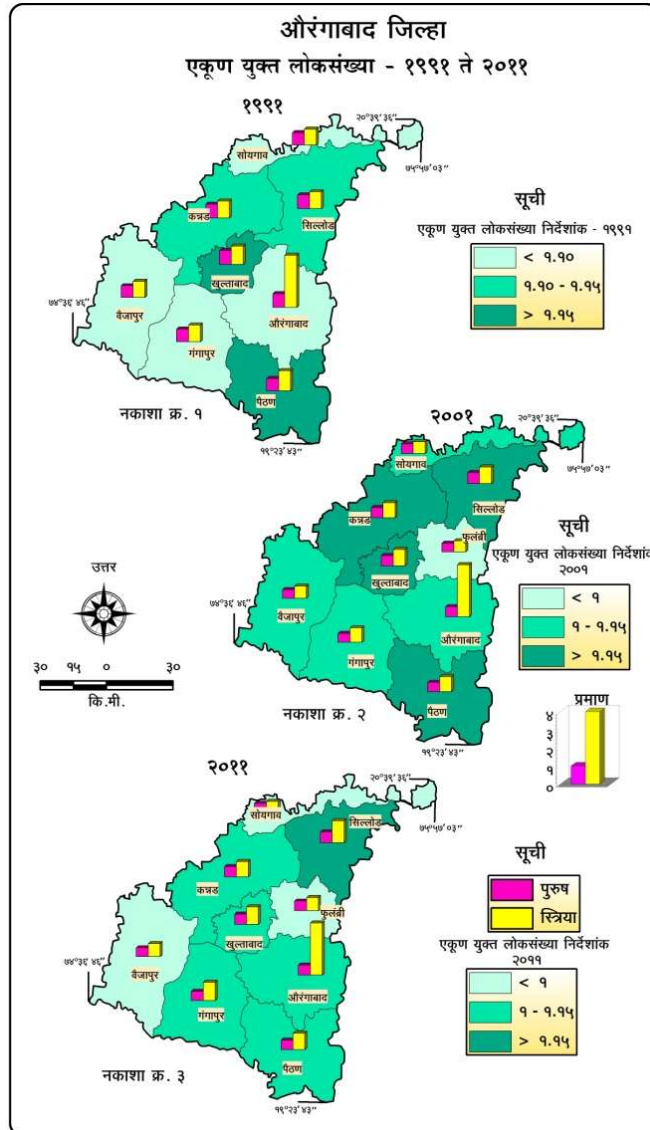 औरंगाबाद जिल्हा
एकूण युक्त लोकसंख्या - १९९१ ते २०११
१९९१
२०°३९' ३६"
७५°५७' ०३"
सोयगाव
कन्नड
सिल्लोड
खुल्ताबाद
७४°३६' ४६"
वैजापुर
औरंगाबाद
गंगापुर
पैठण
नकाशा क्र. १
१९°२३' ४३"
सूची
एकूण युक्त लोकसंख्या निर्देशांक - १९९१
< १.१०
१.१० - १.१५
> १.१५
२००१
२०°३९' ३६"
७५°५७' ०३"
सोयगाव
सिल्लोड
कन्नड
फुलंब्री
खुल्ताबाद
७४°३६' ४६"
वैजापुर
औरंगाबाद
गंगापुर
पैठण
नकाशा क्र. २
१९°२३' ४३"
सूची
एकूण युक्त लोकसंख्या निर्देशांक
२००१
< १
१ - १.१५
> १.१५
उत्तर
३० १५ ० ३०
कि.मी.
प्रमाण
४
३
२
१
०
२०११
२०°३९' ३६"
७५°५७' ०३"
सोयगाव
सिल्लोड
कन्नड
फुलंब्री
खुल्ताबाद
७४°३६' ४६"
वैजापुर
औरंगाबाद
गंगापुर
पैठण
नकाशा क्र. ३
१९°२३' ४३"
सूची
पुरुष
स्त्रिया
एकूण युक्त लोकसंख्या निर्देशांक
२०११
< १
१ - १.१५
> १.१५